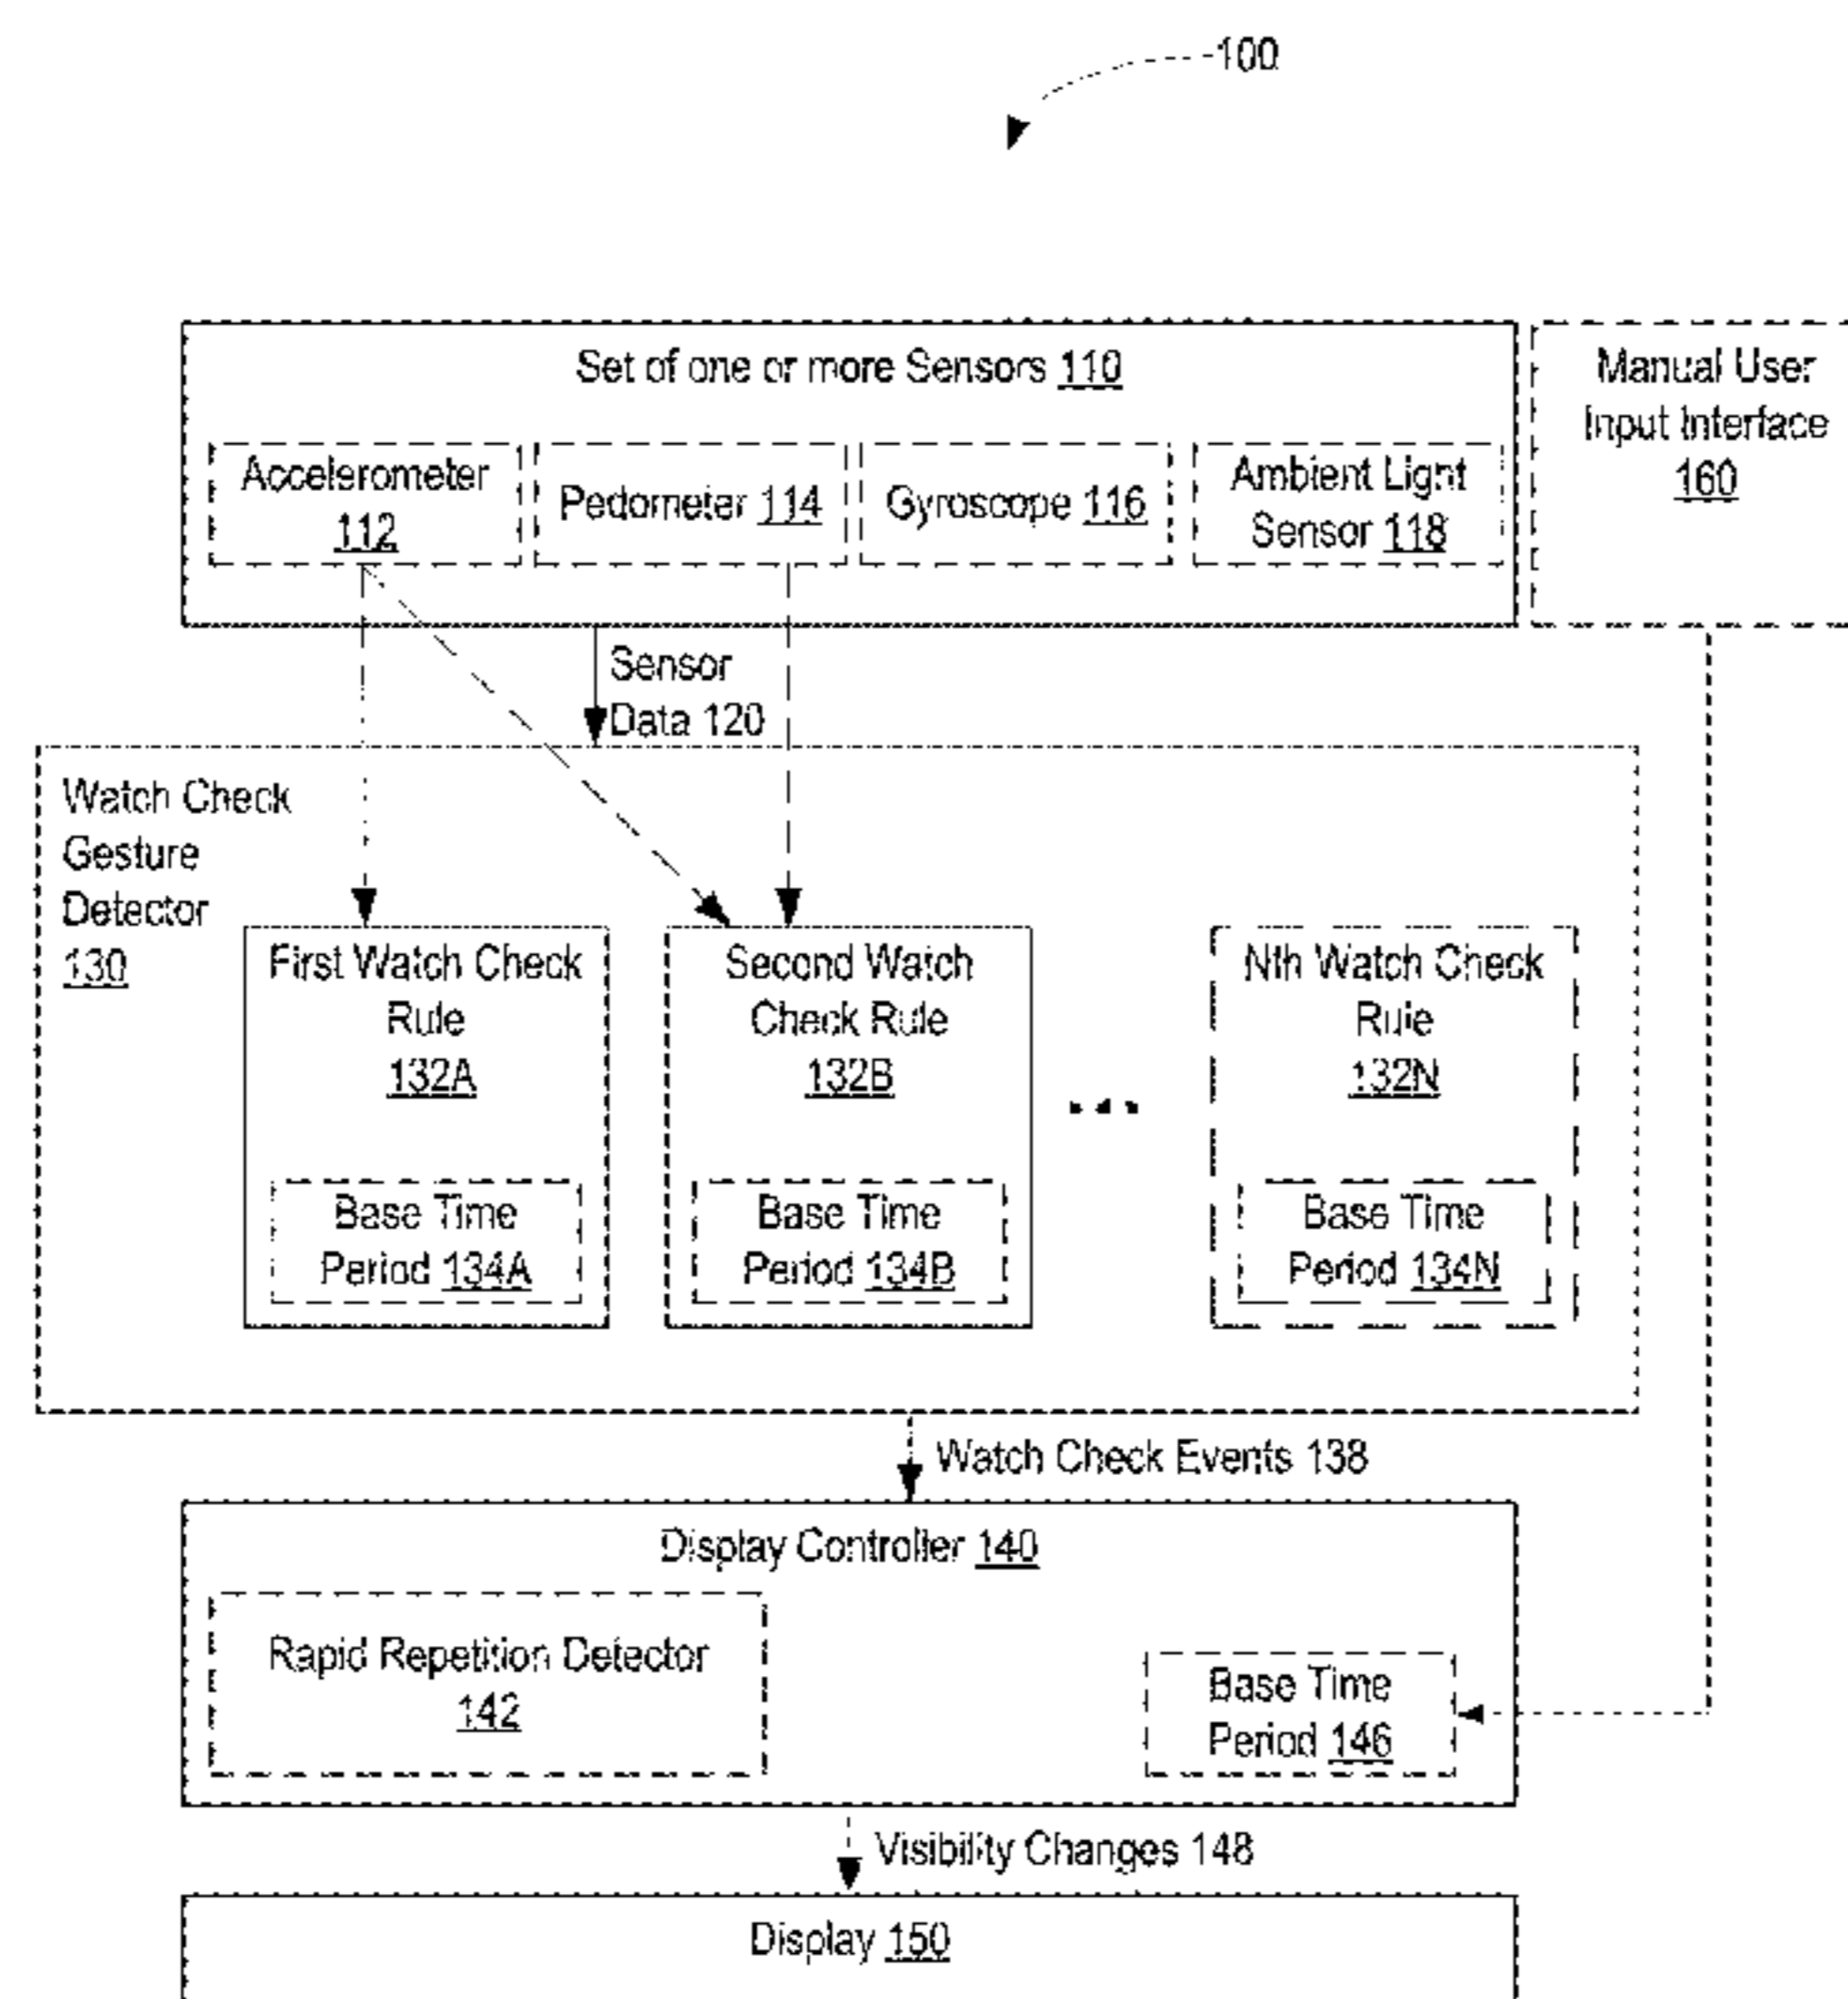 100
Set of one or more Sensors 110
Manual User
Input Interface
160
Accelerometer
112
Pedometer 114
Gyroscope 116
Ambient Light
Sensor 118
Sensor
Data 120
Watch Check
Gesture
Detector
130
First Watch Check
Rule
132A
Second Watch
Check Rule
132B
...
Nth Watch Check
Rule
132N
Base Time
Period 134A
Base Time
Period 134B
Base Time
Period 134N
Watch Check Events 138
Display Controller 140
Rapid Repetition Detector
142
Base Time
Period 146
Visibility Changes 148
Display 150